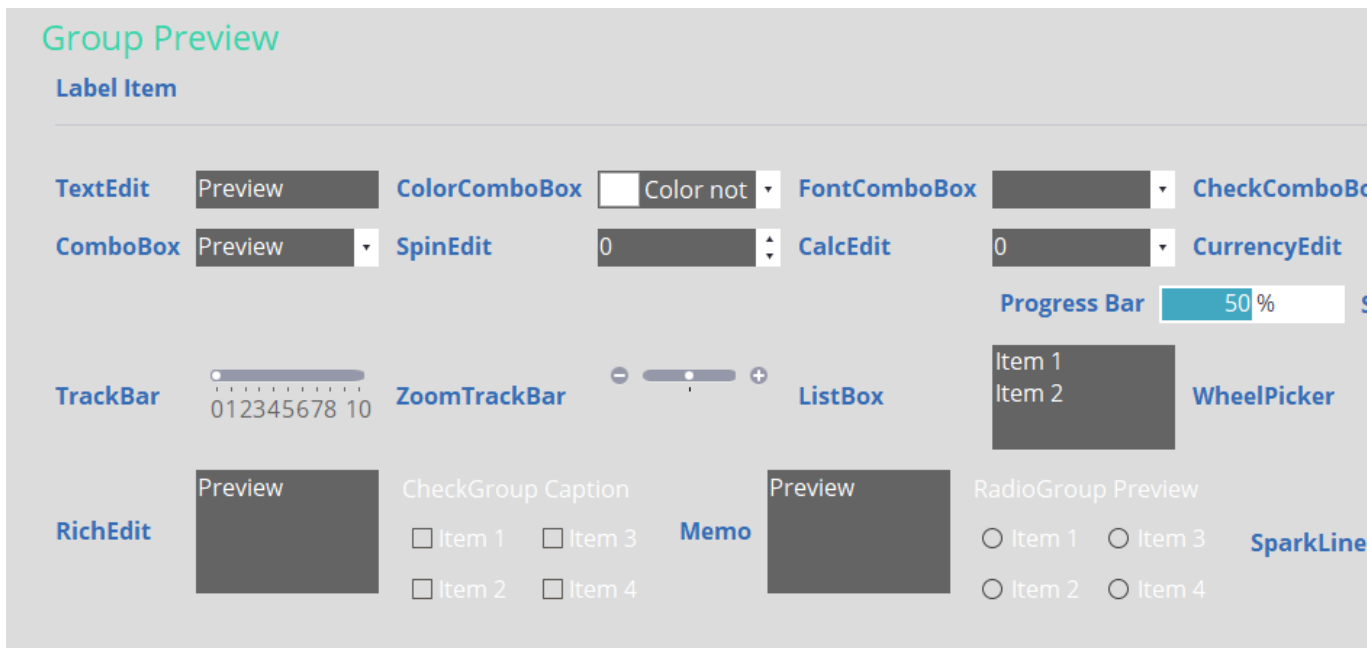 Group Preview
Label Item
TextEdit Preview ColorComboBox Color not FontComboBox CheckComboBo
ComboBox Preview SpinEdit 0 CalcEdit 0 CurrencyEdit
Progress Bar 50 % S
TrackBar 012345678 10 ZoomTrackBar ListBox Item 1 WheelPicker
Item 2
RichEdit Preview CheckGroup Caption Memo Preview RadioGroup Preview SparkLine
Item 1 Item 3 Item 1 Item 3
Item 2 Item 4 Item 2 Item 4